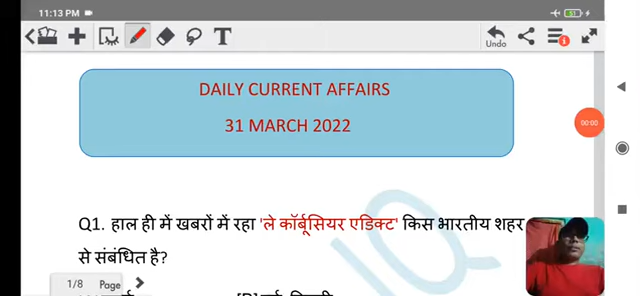 11:13 PM
51
T
Undo
i
DAILY CURRENT AFFAIRS
31 MARCH 2022
00:00
Q1. हाल ही में खबरों में रहा 'ले कॉर्बूसियर एडिक्ट' किस भारतीय शहर
से संबंधित है?
1/8 Page